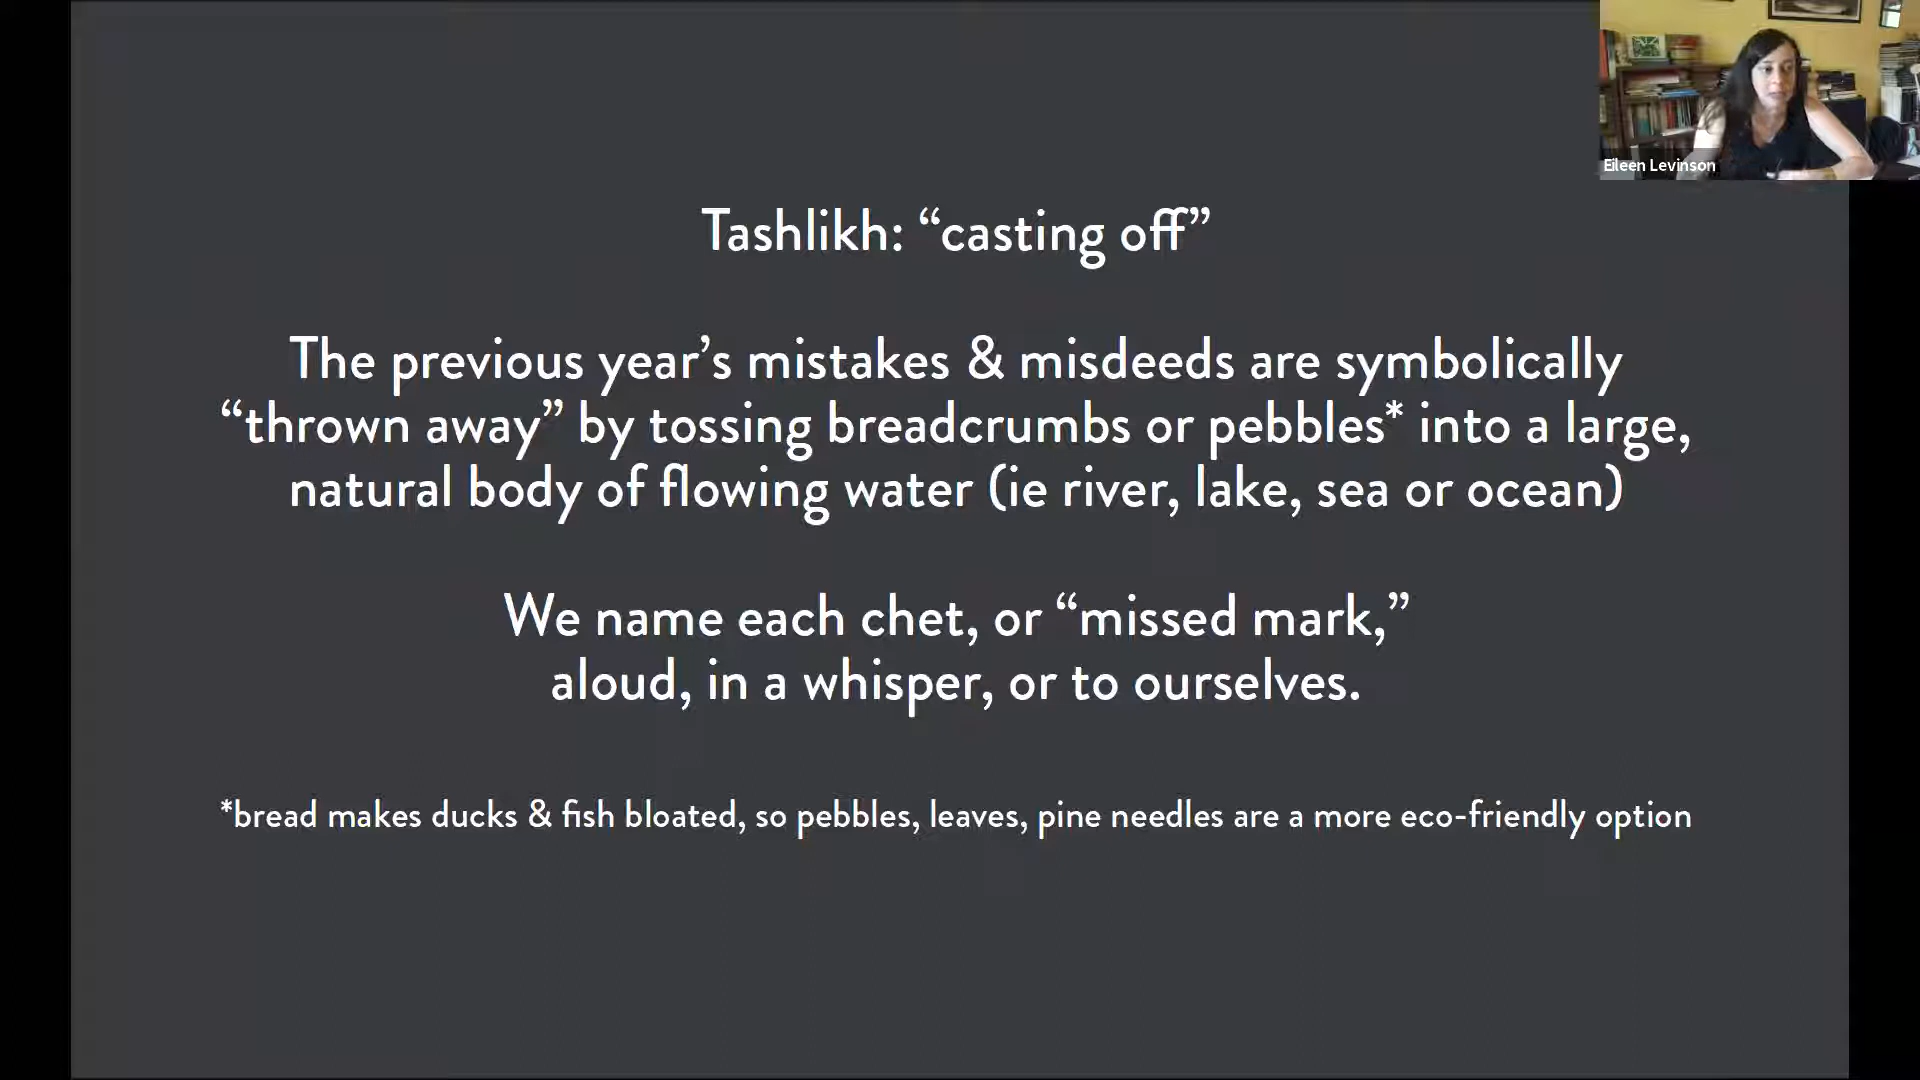 Eileen Levinson
Tashlikh: “casting off”
The previous year’s mistakes & misdeeds are symbolically
“thrown away” by tossing breadcrumbs or pebbles* into a large,
natural body of flowing water (ie river, lake, sea or ocean)
We name each chet, or “missed mark,”
aloud, in a whisper, or to ourselves.
*bread makes ducks & fish bloated, so pebbles, leaves, pine needles are a more eco-friendly option